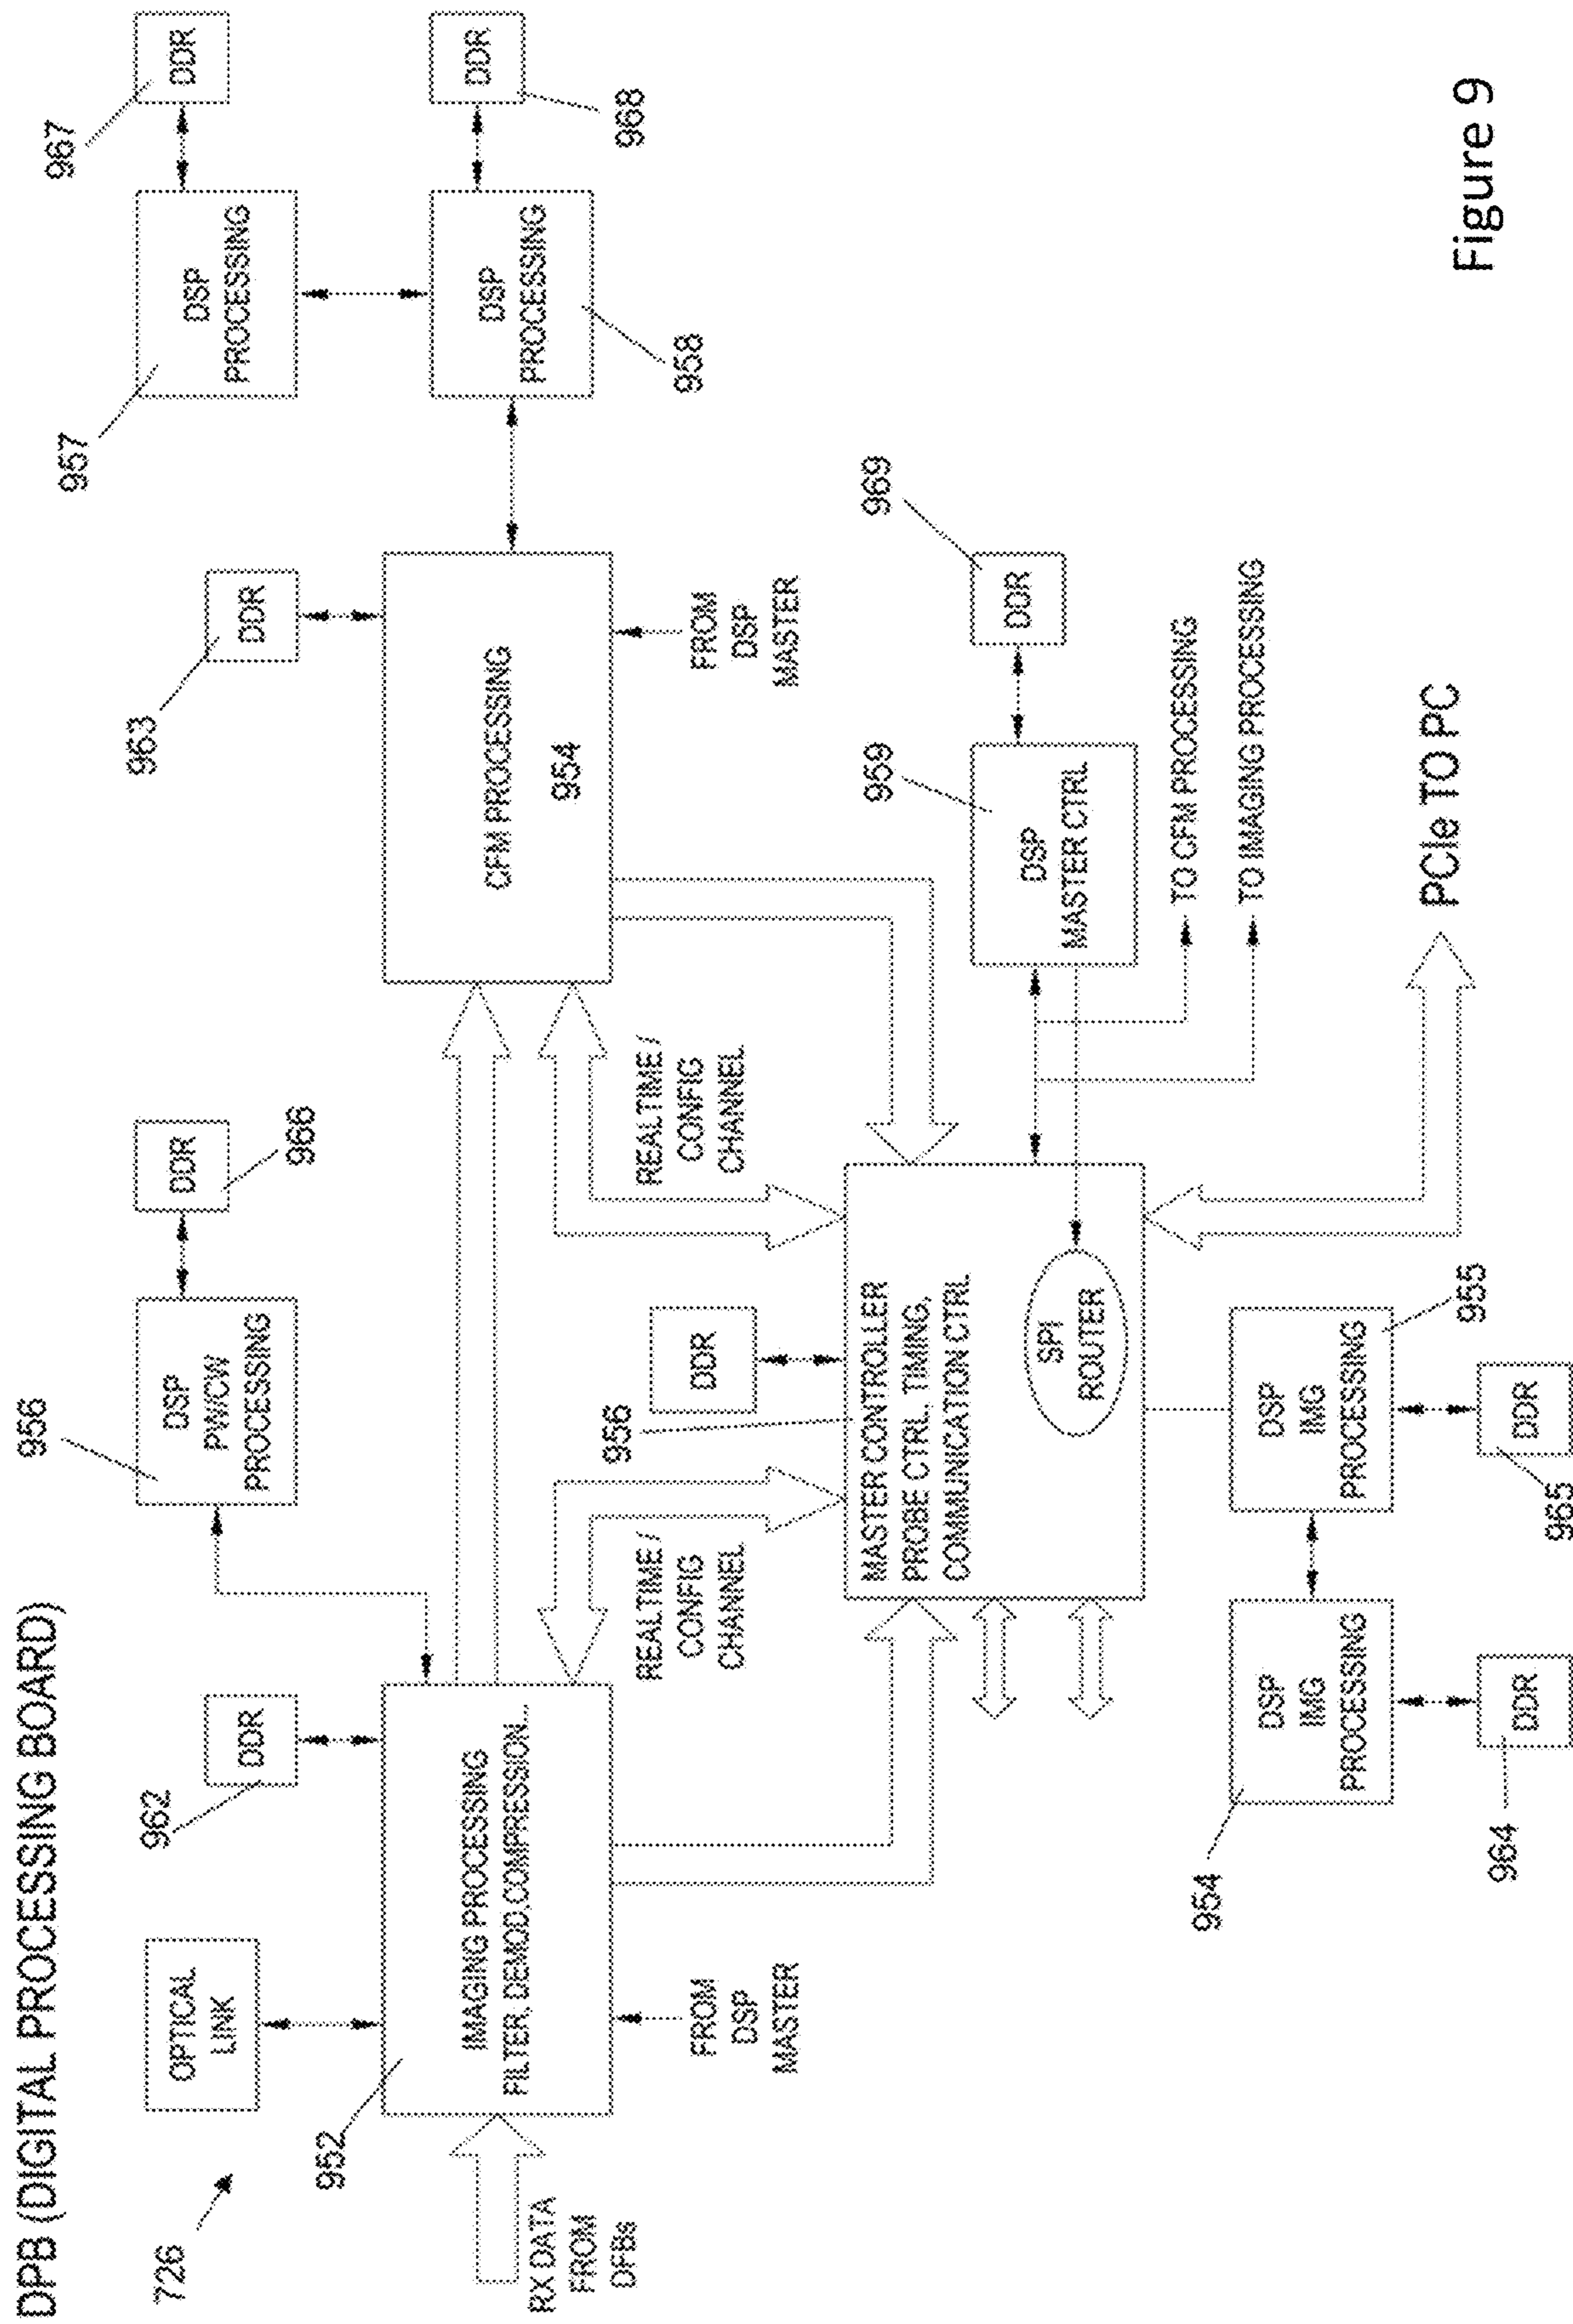 DPB (DIGITAL PROCESSING BOARD)
726
OPTICAL
LINK
962
DDR
956
DSP
PW/CW
PROCESSING
DDR
966
963
DDR
957
DSP
PROCESSING
967
DDR
952
IMAGING PROCESSING
FILTER, DEMOD,COMPRESSION...
RX DATA
FROM
DFBs
FROM
DSP
MASTER
REALTIME /
CONFIG
CHANNEL
REALTIME /
CONFIG
CHANNEL
CFM PROCESSING
954
FROM
DSP
MASTER
DSP
PROCESSING
958
DDR
968
956
DDR
MASTER CONTROLLER
PROBE CTRL, TIMING,
COMMUNICATION CTRL
SPI
ROUTER
959
DSP
MASTER CTRL
969
DDR
TO CFM PROCESSING
TO IMAGING PROCESSING
PCIe TO PC
954
DSP
IMG
PROCESSING
DSP
IMG
PROCESSING
955
964
DDR
965
DDR
Figure 9